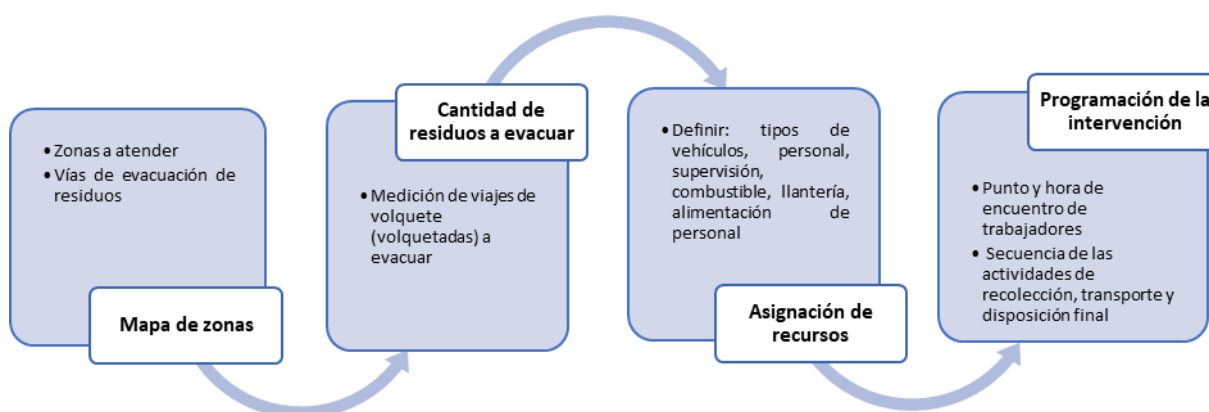 • Zonas a atender
• Vías de evacuación de
residuos
Mapa de zonas
Cantidad de
residuos a evacuar
• Medición de viajes de
volquete
(volquetadas) a
evacuar
• Definir: tipos de
vehículos, personal,
supervisión,
combustible, llantería,
alimentación de
personal
Asignación de
recursos
Programación de la
intervención
• Punto y hora de
encuentro de
trabajadores
• Secuencia de las
actividades de
recolección, transporte y
disposición final